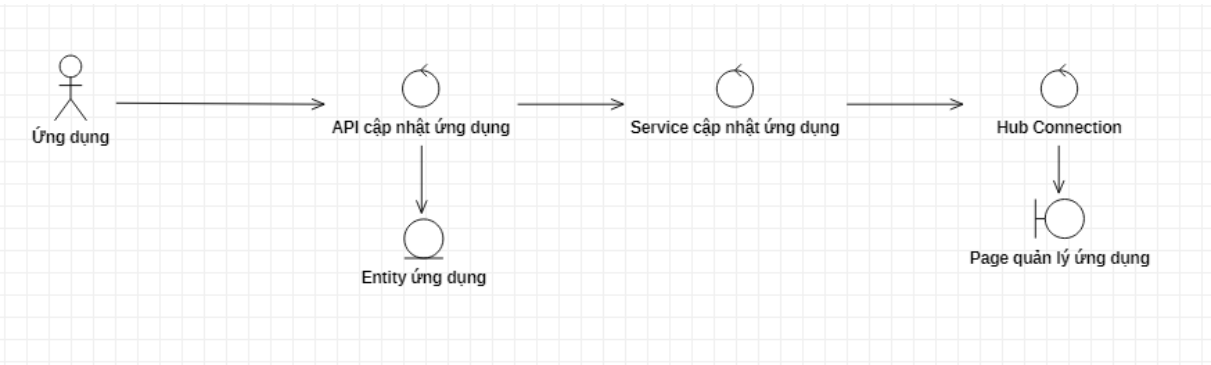 Ứng dụng
API cập nhật ứng dụng
Service cập nhật ứng dụng
Hub Connection
Entity ứng dụng
Page quản lý ứng dụng